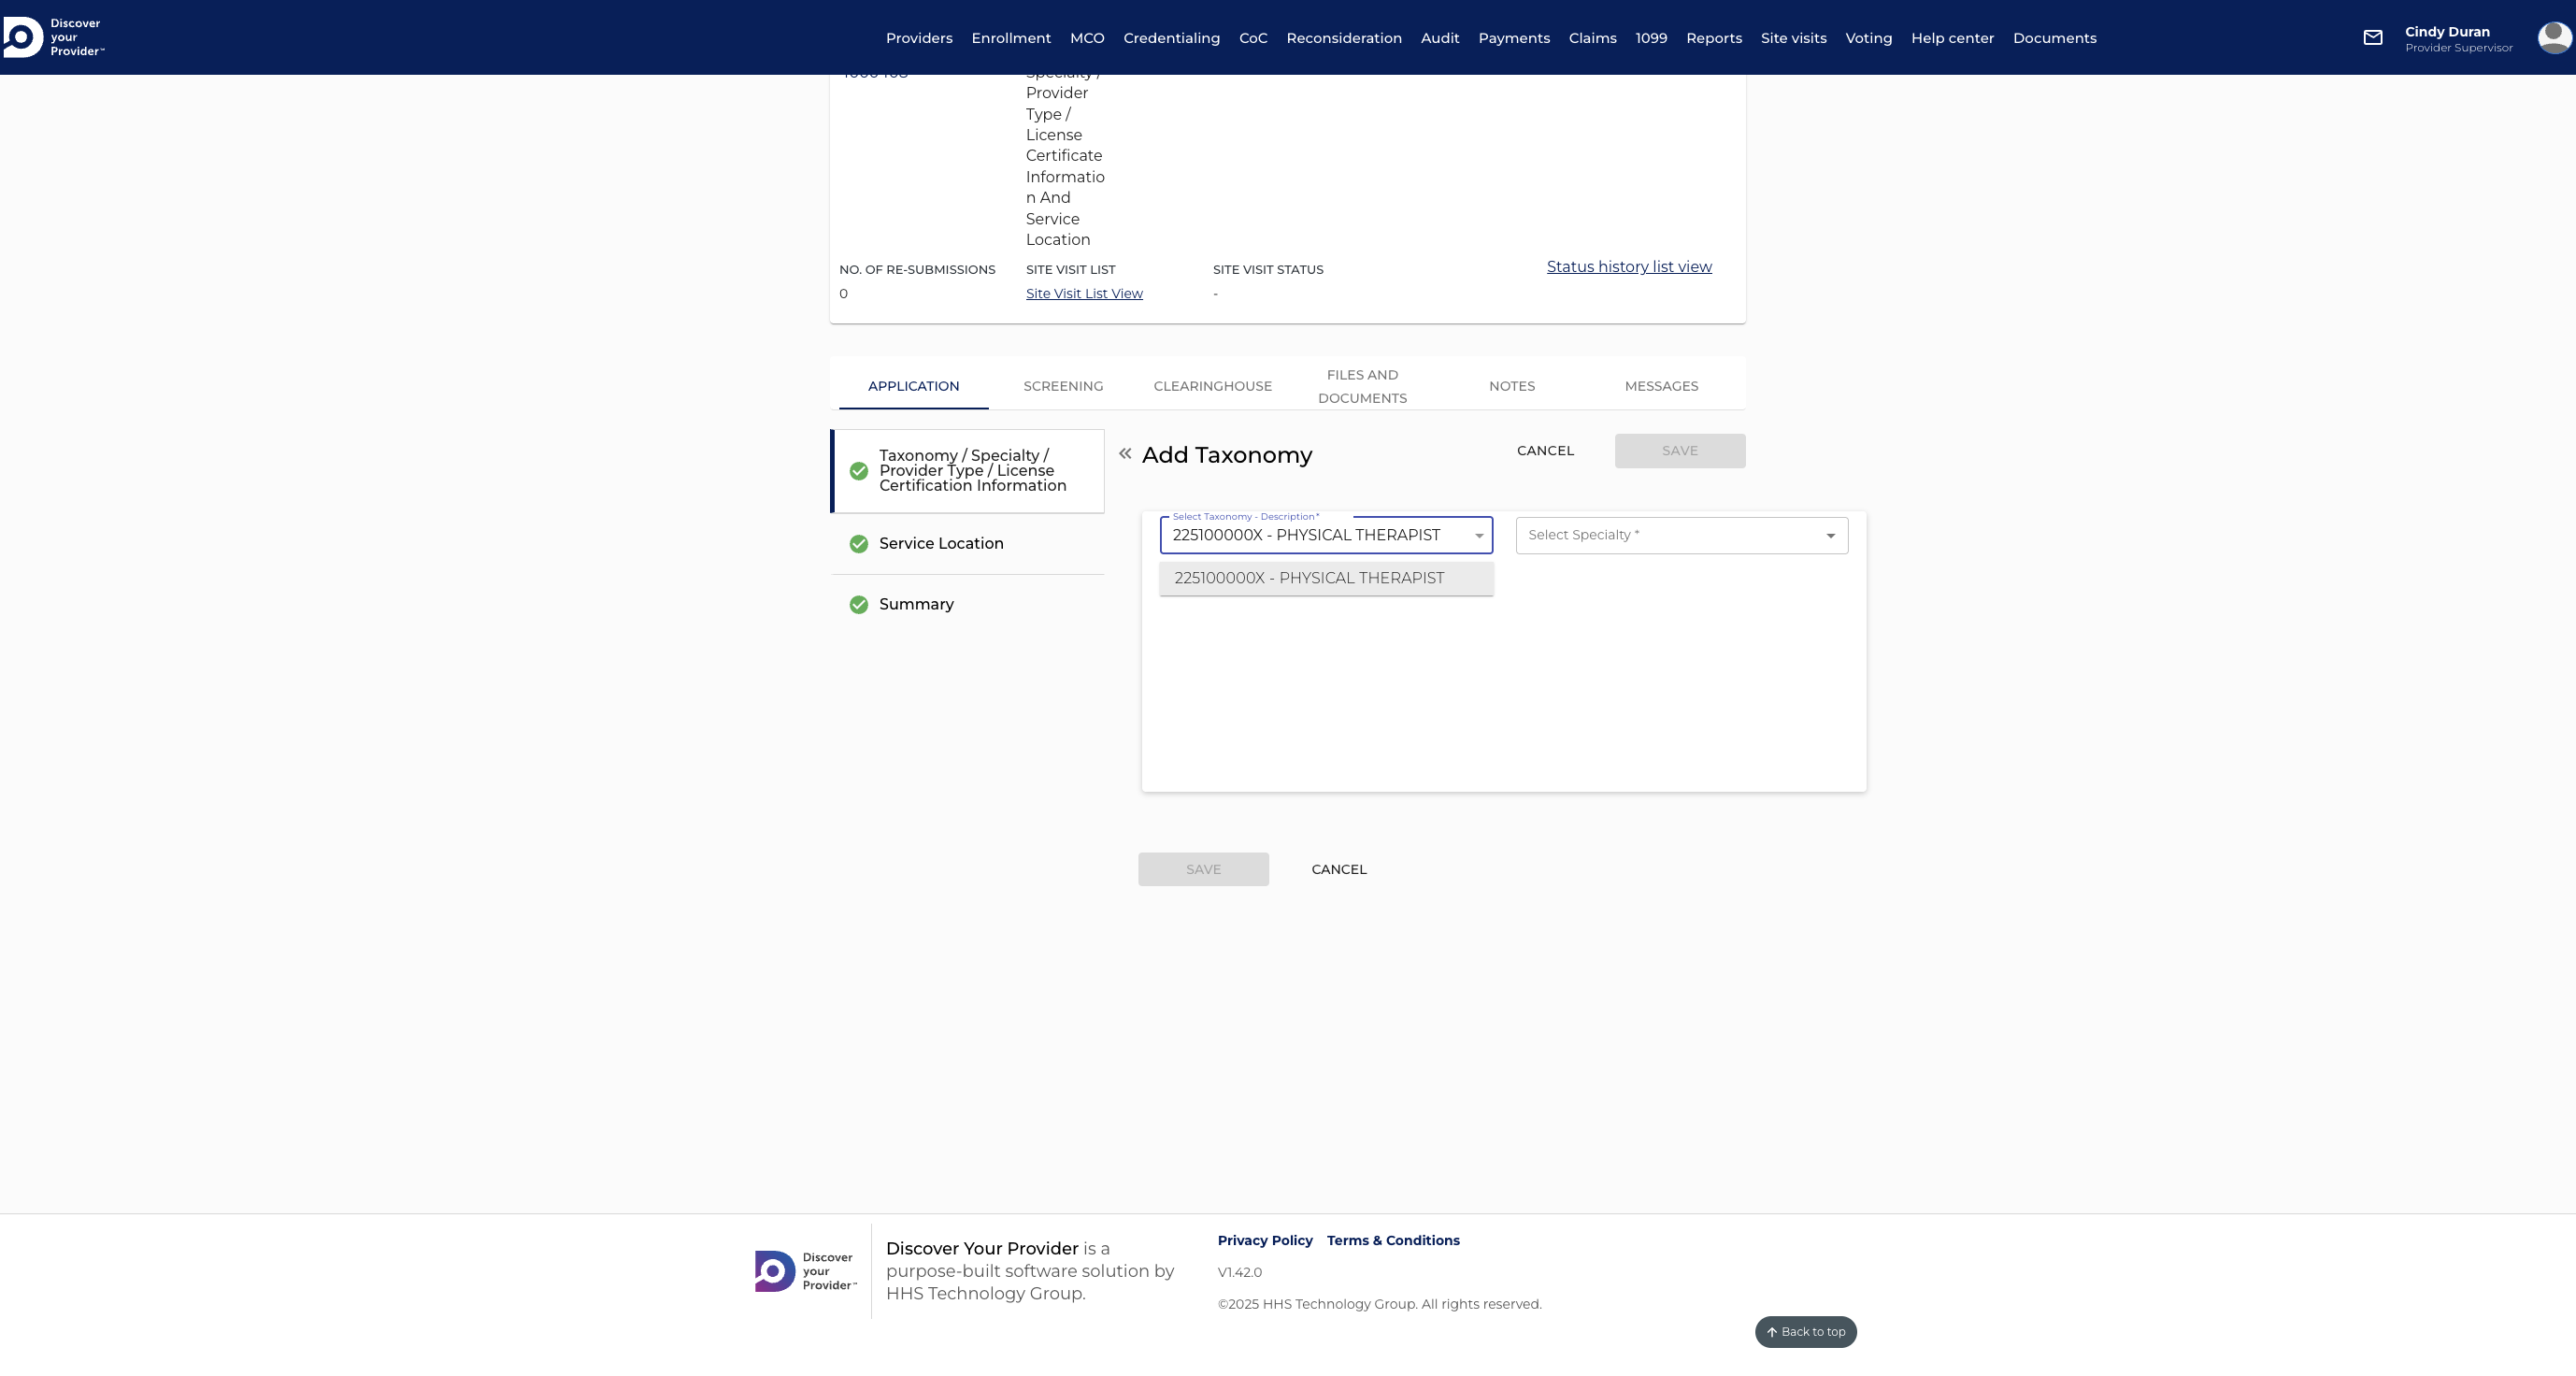 Discover
your
Provider™
Providers Enrollment MCO Credentialing CoC Reconsideration Audit Payments Claims 1099 Reports Site visits Voting Help center Documents
Cindy Duran
Provider Supervisor
Specialty /
Provider
Type /
License
Certificate
Informatio
n And
Service
Location
NO. OF RE-SUBMISSIONS SITE VISIT LIST SITE VISIT STATUS Status history list view
0 Site Visit List View -
APPLICATION SCREENING CLEARINGHOUSE FILES AND DOCUMENTS NOTES MESSAGES
Taxonomy / Specialty /
Provider Type / License
Certification Information
Service Location
Summary
Add Taxonomy CANCEL SAVE
Select Taxonomy - Description *
225100000X - PHYSICAL THERAPIST Select Specialty *
225100000X - PHYSICAL THERAPIST
SAVE CANCEL
Discover
your
Provider™
Discover Your Provider is a
purpose-built software solution by
HHS Technology Group.
Privacy Policy Terms & Conditions
V1.42.0
©2025 HHS Technology Group. All rights reserved.
Back to top